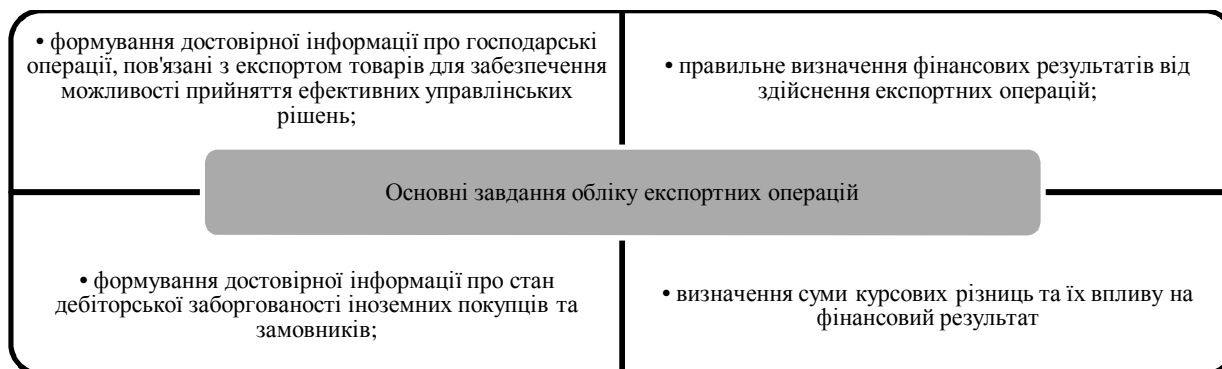 • формування достовірної інформації про господарські
операції, пов'язані з експортом товарів для забезпечення
можливості прийняття ефективних управлінських
рішень;
• правильне визначення фінансових результатів від
здійснення експортних операцій;
Основні завдання обліку експортних операцій
• формування достовірної інформації про стан
дебіторської заборгованості іноземних покупців та
замовників;
• визначення суми курсових різниць та їх впливу на
фінансовий результат